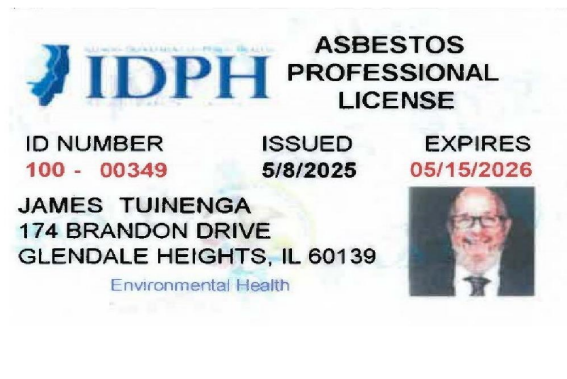 IDPH
ASBESTOS
PROFESSIONAL
LICENSE
ID NUMBER ISSUED EXPIRES
100 - 00349 5/8/2025 05/15/2026
JAMES TUINENGA
174 BRANDON DRIVE
GLENDALE HEIGHTS, IL 60139
Environmental Health